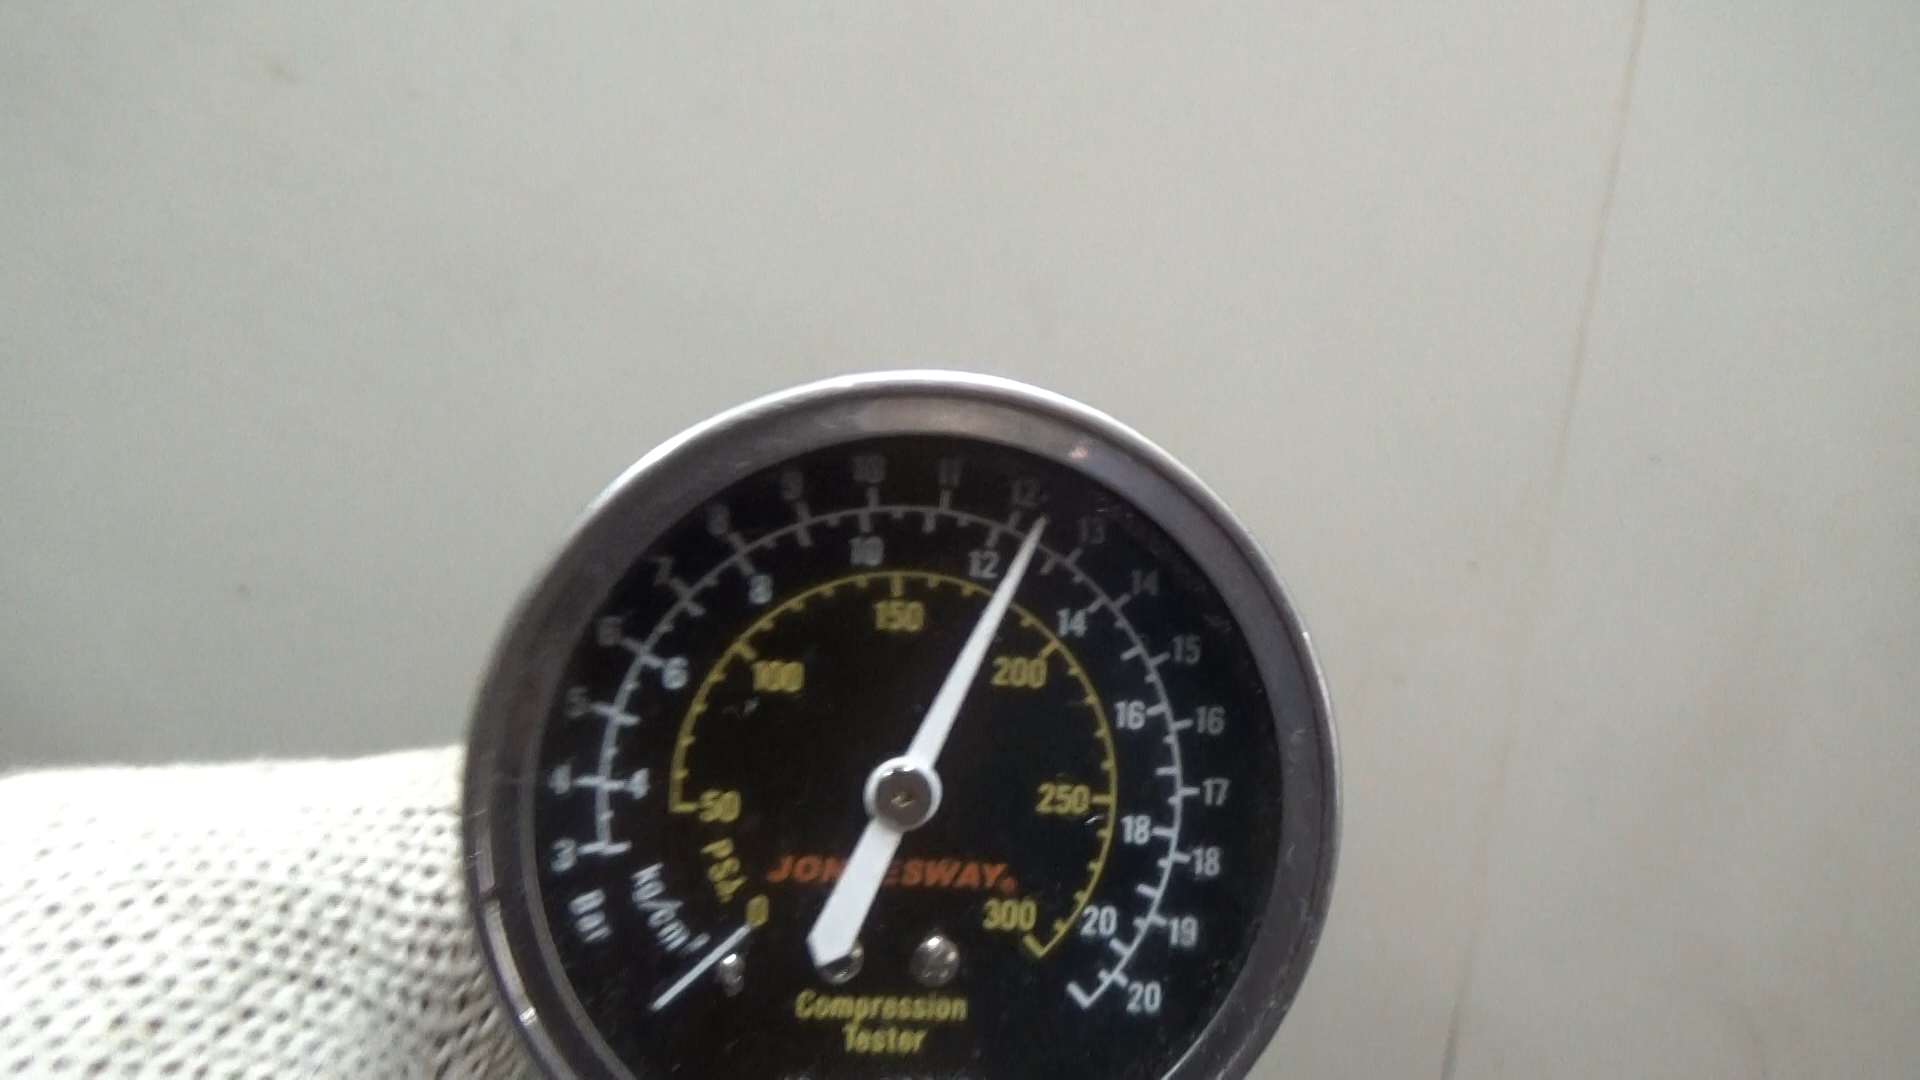 3 4 5 6 7 8 9 10 11 12 13 14 15 16 17 18 19 20
Bar
4 6 8 10 12 14 16 18 20
kg/cm²
0 50 100 150 200 250 300
PSI.
JONNESWAY®
Compression
Tester